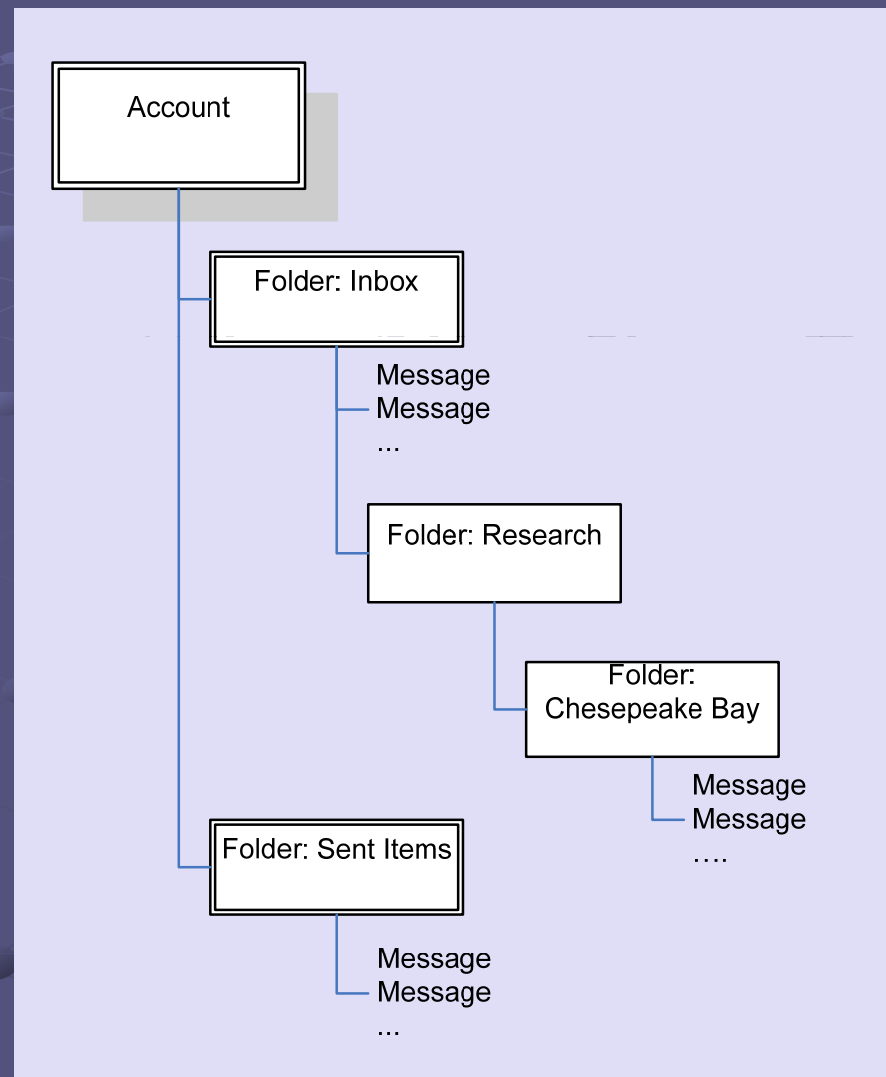 Account
Folder: Inbox
Message
Message
...
Folder: Research
Folder:
Chesepeake Bay
Message
Message
....
Folder: Sent Items
Message
Message
...